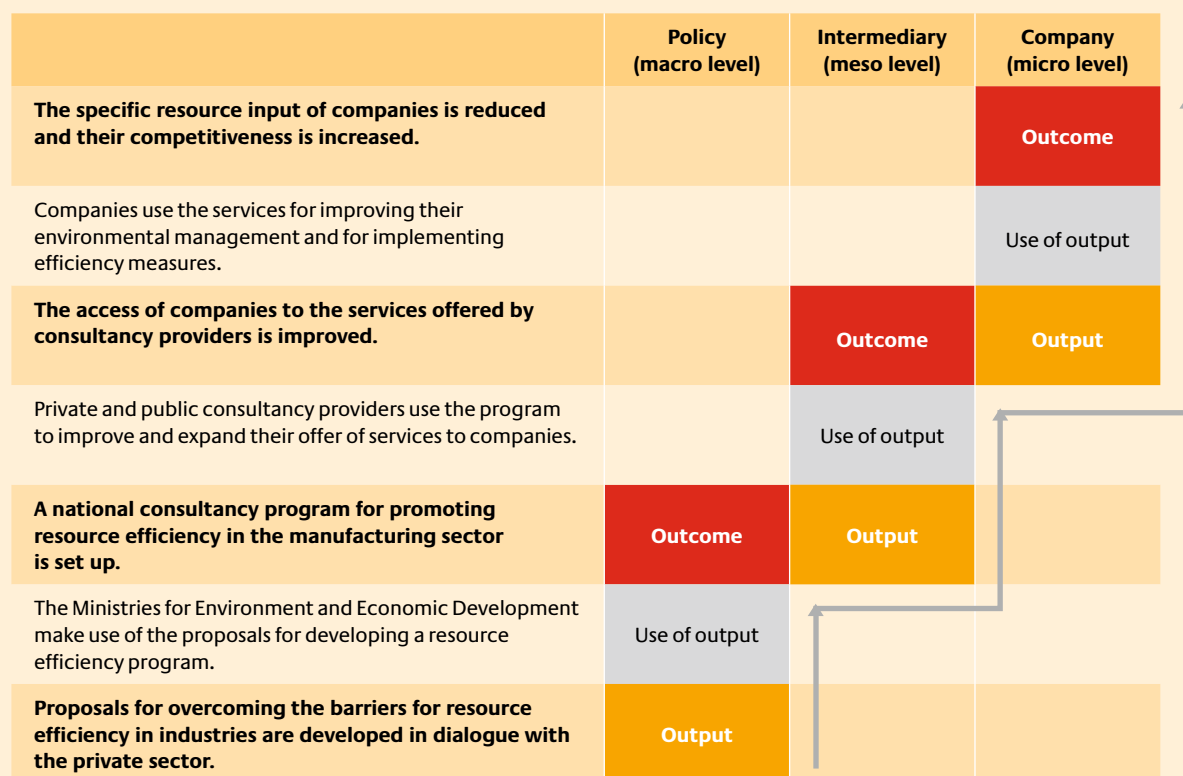 Policy
(macro level)
Intermediary
(meso level)
Company
(micro level)
The specific resource input of companies is reduced
and their competitiveness is increased.
Outcome
Companies use the services for improving their
environmental management and for implementing
efficiency measures.
Use of output
The access of companies to the services offered by
consultancy providers is improved.
Outcome
Output
Private and public consultancy providers use the program
to improve and expand their offer of services to companies.
Use of output
A national consultancy program for promoting
resource efficiency in the manufacturing sector
is set up.
Outcome
Output
The Ministries for Environment and Economic Development
make use of the proposals for developing a resource
efficiency program.
Use of output
Proposals for overcoming the barriers for resource
efficiency in industries are developed in dialogue with
the private sector.
Output